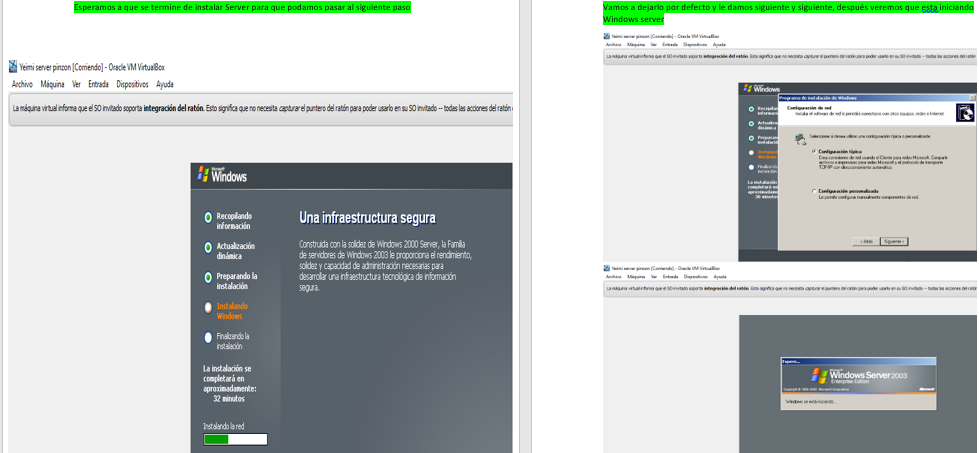 Esperamos a que se termine de instalar Server para que podamos pasar al siguiente paso
Yeimi server pinzon [Corriendo] - Oracle VM VirtualBox
Archivo Máquina Ver Entrada Dispositivos Ayuda
La máquina virtual informa que el SO invitado soporta integración del ratón. Esto significa que no necesita capturar el puntero del ratón para poder usarlo en su SO invitado -- todas las acciones del ratón
Microsoft
Windows
Recopilando
información
Actualización
dinámica
Preparando la
instalación
Instalando
Windows
Finalizando la
instalación
La instalación se
completará en
aproximadamente:
32 minutos
Instalando la red
Una infraestructura segura
Construida con la solidez de Windows 2000 Server, la Familia
de servidores de Windows 2003 le proporciona el rendimiento,
solidez y capacidad de administración necesarias para
desarrollar una infraestructura tecnológica de información
segura.
Vamos a dejarlo por defecto y le damos siguiente y siguiente, después veremos que esta iniciando
Windows server
Yeimi server pinzon [Corriendo] - Oracle VM VirtualBox
Archivo Máquina Ver Entrada Dispositivos Ayuda
La máquina virtual informa que el SO invitado soporta integración del ratón. Esto significa que no necesita capturar el puntero del ratón para poder usarlo en su SO invitado -- todas las acciones del ratón
Windows
Programa de instalación de Windows
Configuración de red
Instalar el software de red le permitirá conectarse con otros equipos, redes e Internet
Seleccione si desea utilizar una configuración típica o personalizada:
Configuración típica
Crea conexiones de red usando el Cliente para redes Microsoft, Compartir
archivos e impresoras para redes Microsoft y el protocolo de transporte
TCP/IP con direccionamiento automático.
Configuración personalizada
Le permite configurar manualmente componentes de red.
< Atrás Siguiente >
La instalación se
completará en
aproximadamente:
Yeimi server pinzon [Corriendo] - Oracle VM VirtualBox
Archivo Máquina Ver Entrada Dispositivos Ayuda
La máquina virtual informa que el SO invitado soporta integración del ratón. Esto significa que no necesita capturar el puntero del ratón para poder usarlo en su SO invitado -- todas las acciones del ratón
Espere...
Windows Server 2003
Enterprise Edition
Microsoft
Windows se está iniciando...